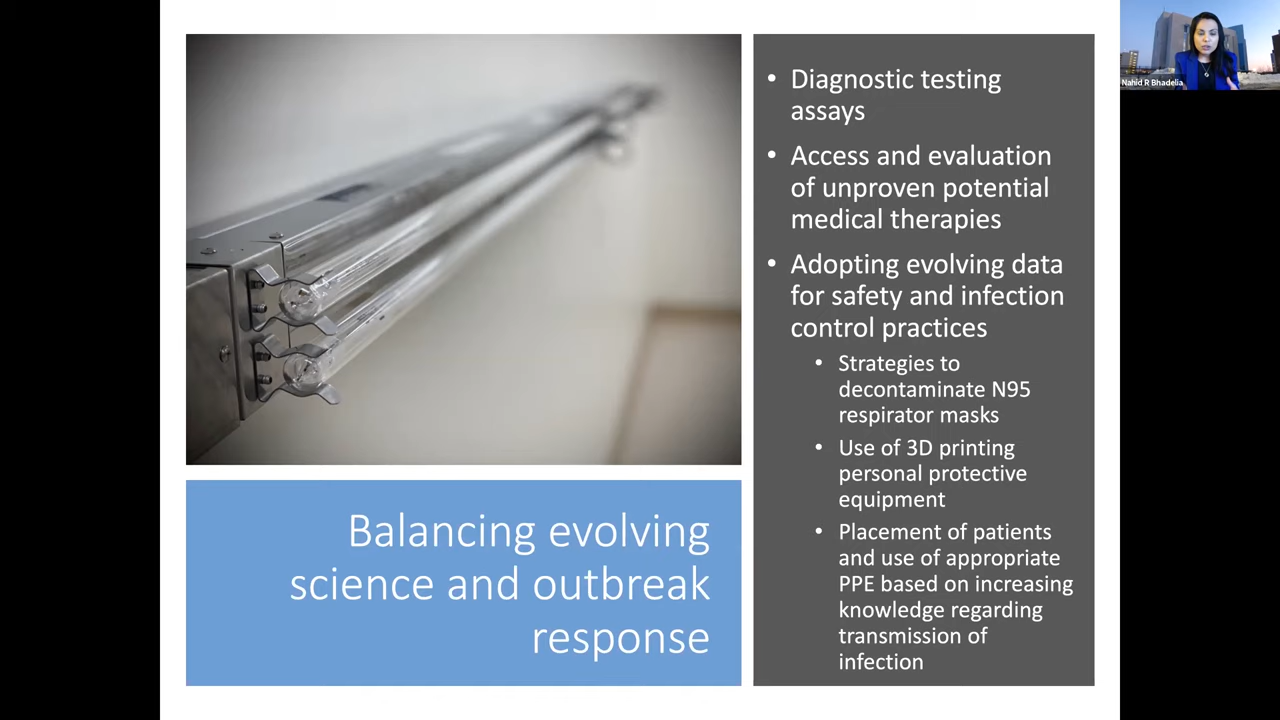 Nahid R Bhadelia
• Diagnostic testing
assays
• Access and evaluation
of unproven potential
medical therapies
• Adopting evolving data
for safety and infection
control practices
• Strategies to
decontaminate N95
respirator masks
• Use of 3D printing
personal protective
equipment
• Placement of patients
and use of appropriate
PPE based on increasing
knowledge regarding
transmission of
infection
Balancing evolving
science and outbreak
response